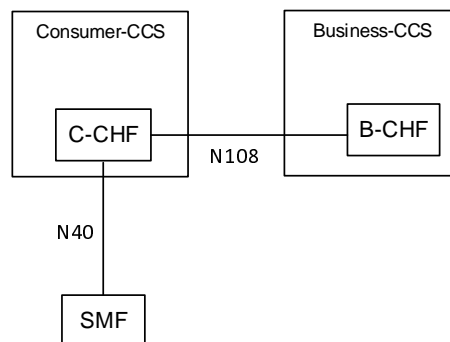 Consumer-CCS
Business-CCS
C-CHF
B-CHF
N108
N40
SMF